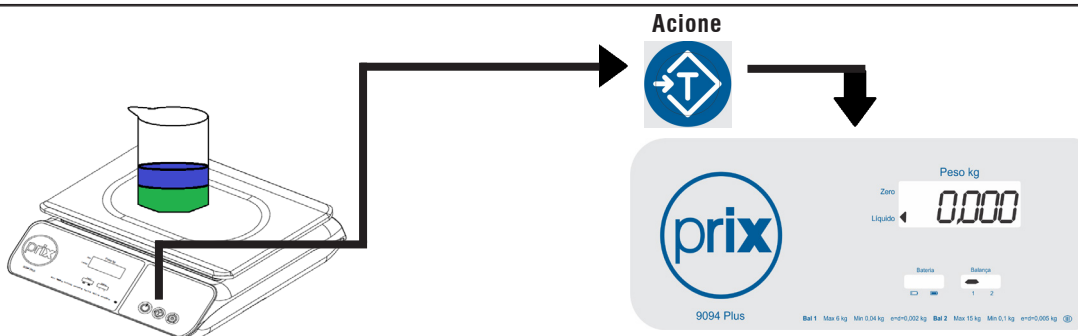 Acione
T
Peso kg
Zero
Líquido
0,000
prix
prix
Bateria
Balança
1 2
9094 Plus
Bal 1 Max 6 kg Min 0,04 kg e=d=0,002 kg Bal 2 Max 15 kg Min 0,1 kg e=d=0,005 kg